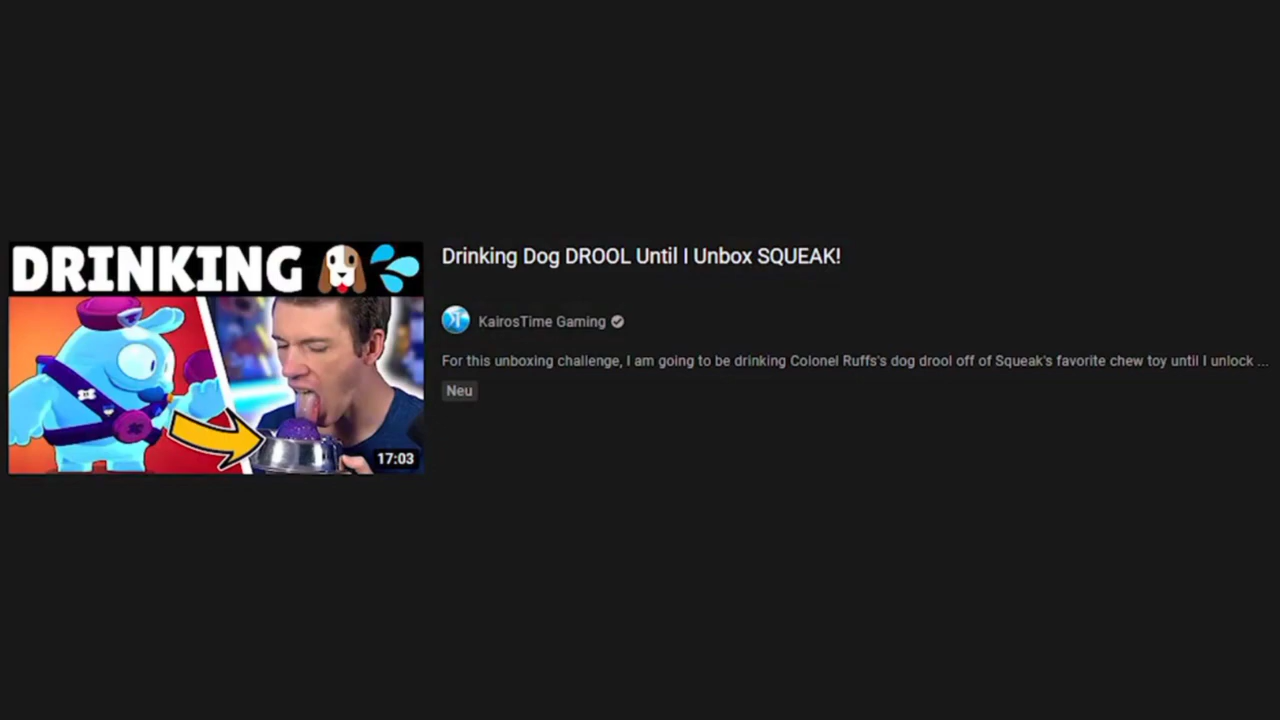 DRINKING
17:03
Drinking Dog DROOL Until I Unbox SQUEAK!
KairosTime Gaming
For this unboxing challenge, I am going to be drinking Colonel Ruffs's dog drool off of Squeak's favorite chew toy until I unlock ...
Neu